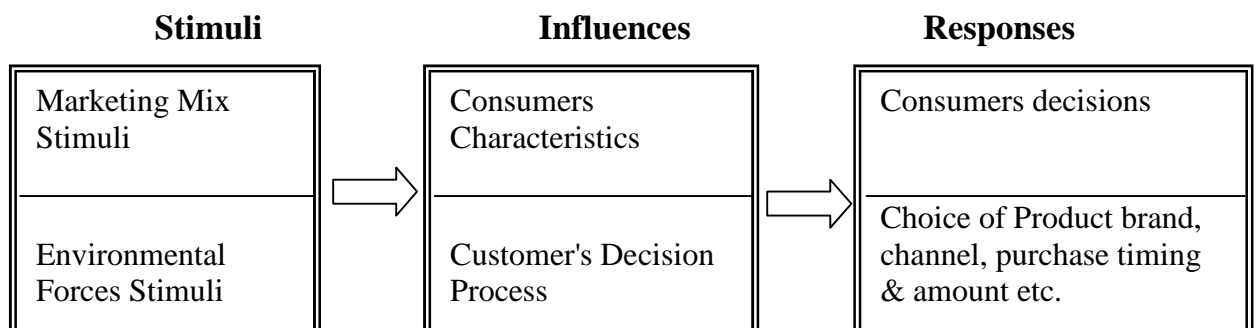 Stimuli
Influences
Responses
Marketing Mix
Stimuli
Environmental
Forces Stimuli
Consumers
Characteristics
Customer's Decision
Process
Consumers decisions
Choice of Product brand,
channel, purchase timing
& amount etc.